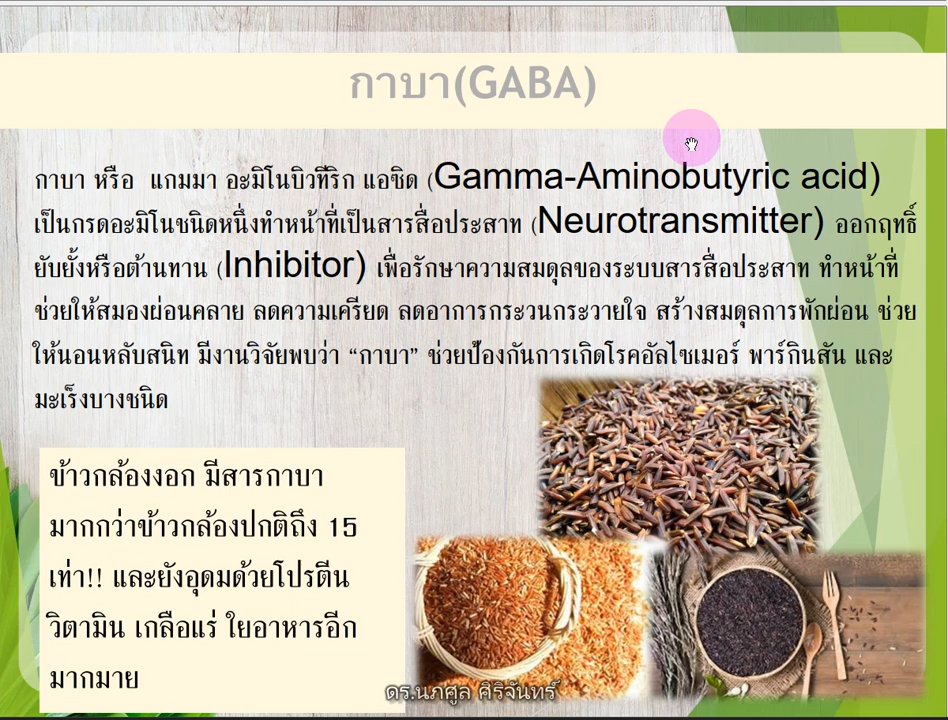 กาบา(GABA)
กาบา หรือ แกมมา อะมิโนบิวทีริก แอซิด (Gamma-Aminobutyric acid)
เป็นกรดอะมิโนชนิดหนึ่งทำหน้าที่เป็นสารสื่อประสาท (Neurotransmitter) ออกฤทธิ์
ยับยั้งหรือต้านทาน (Inhibitor) เพื่อรักษาความสมดุลของระบบสารสื่อประสาท ทำหน้าที่
ช่วยให้สมองผ่อนคลาย ลดความเครียด ลดอาการกระวนกระวายใจ สร้างสมดุลการพักผ่อน ช่วย
ให้นอนหลับสนิท มีงานวิจัยพบว่า “กาบา” ช่วยป้องกันการเกิดโรคอัลไซเมอร์ พาร์กินสัน และ
มะเร็งบางชนิด
ข้าวกล้องงอก มีสารกาบา
มากกว่าข้าวกล้องปกติถึง 15
เท่า!! และยังอุดมด้วยโปรตีน
วิตามิน เกลือแร่ ใยอาหารอีก
มากมาย
ดร.นภศูล ศิริจันทร์